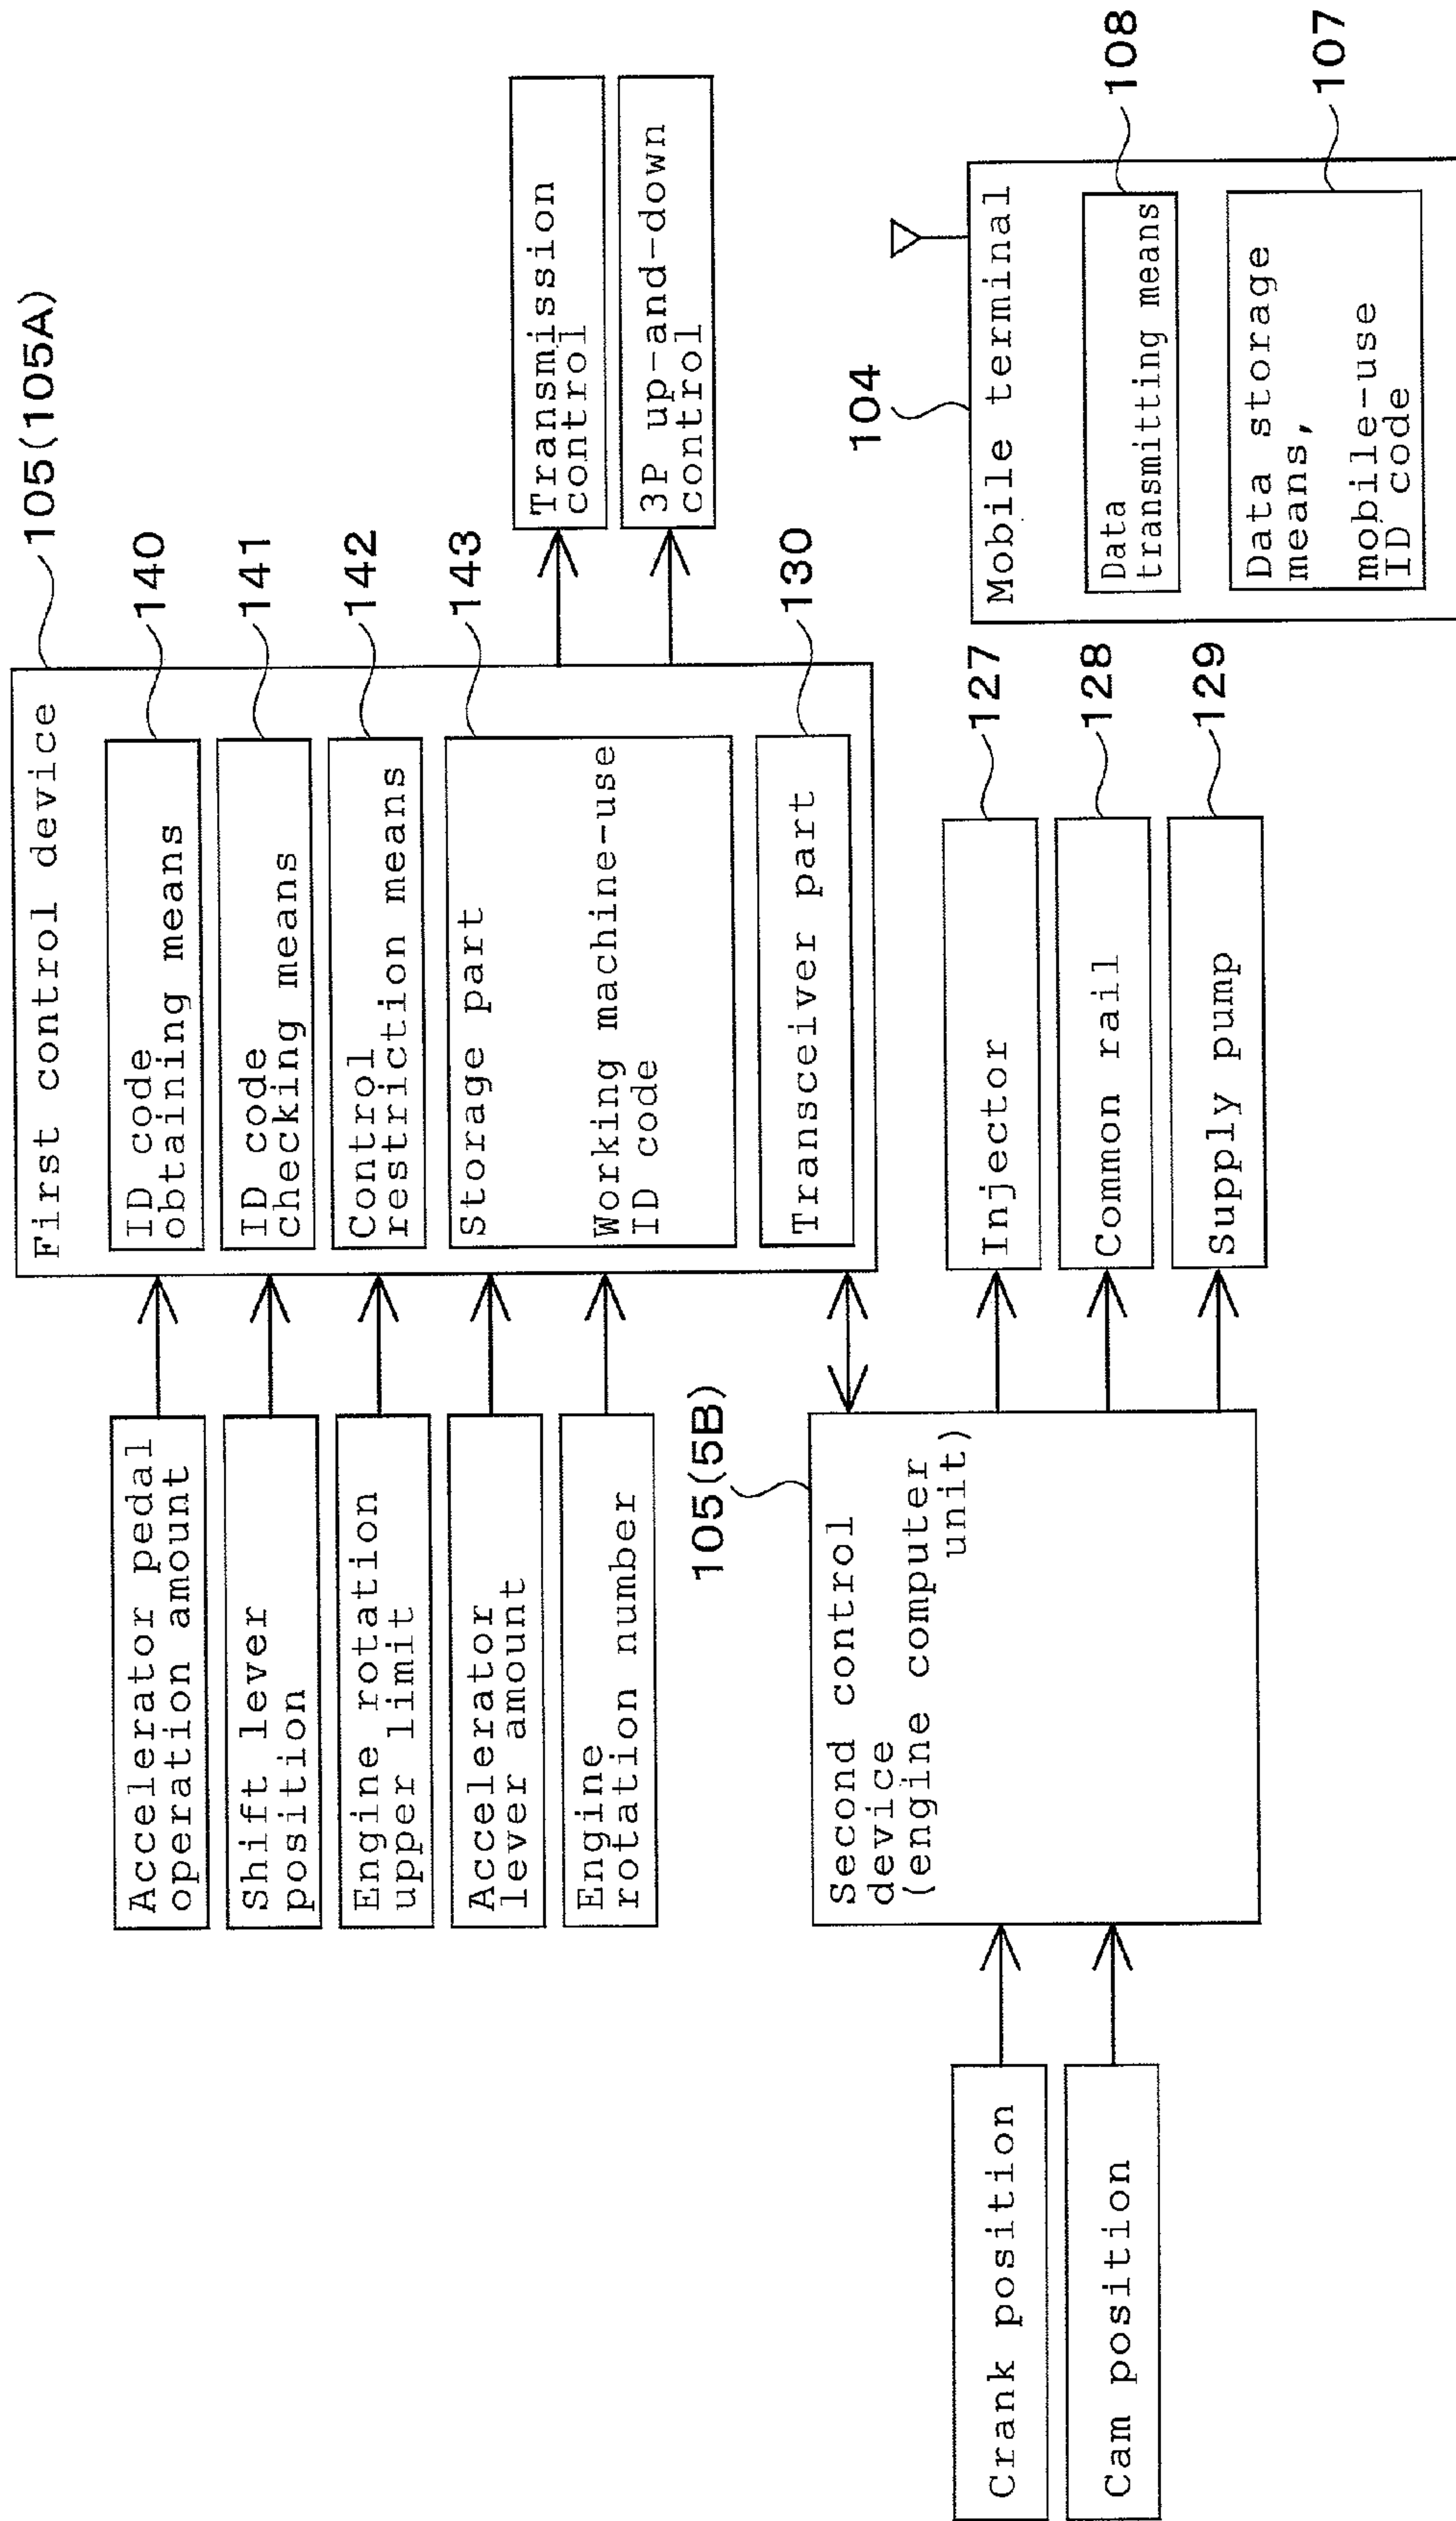 105(105A)
First control device
ID code
obtaining means
140
ID code
checking means
141
Control
restriction means
142
Storage part
Working machine-use
ID code
143
Transceiver part
130
Accelerator pedal
operation amount
Shift lever
position
Engine rotation
upper limit
Accelerator
lever amount
Engine
rotation number
Transmission
control
3P up-and-down
control
105(5B)
Second control
device
(engine computer
unit)
Crank position
Cam position
Injector
127
Common rail
128
Supply pump
129
104
Mobile terminal
Data
transmitting means
108
Data storage
means,
mobile-use
ID code
107